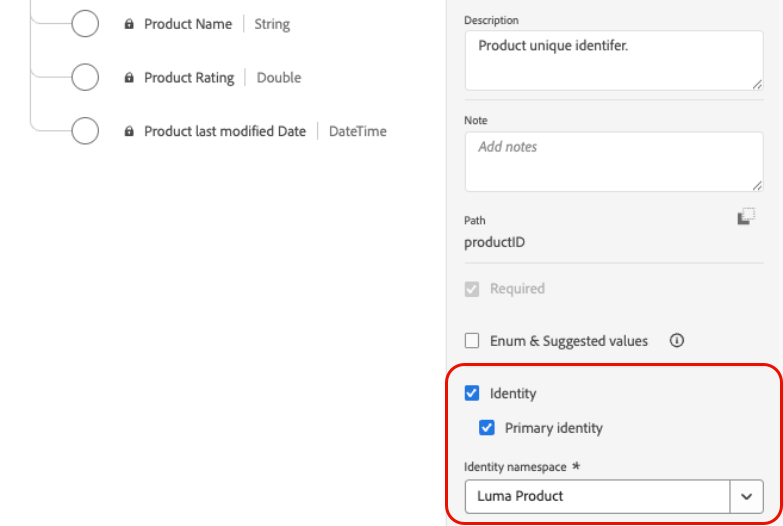 Product Name | String
Product Rating | Double
Product last modified Date | DateTime
Description
Product unique identifer.
Note
Add notes
Path
productID
Required
Enum & Suggested values
Identity
Primary identity
Identity namespace *
Luma Product